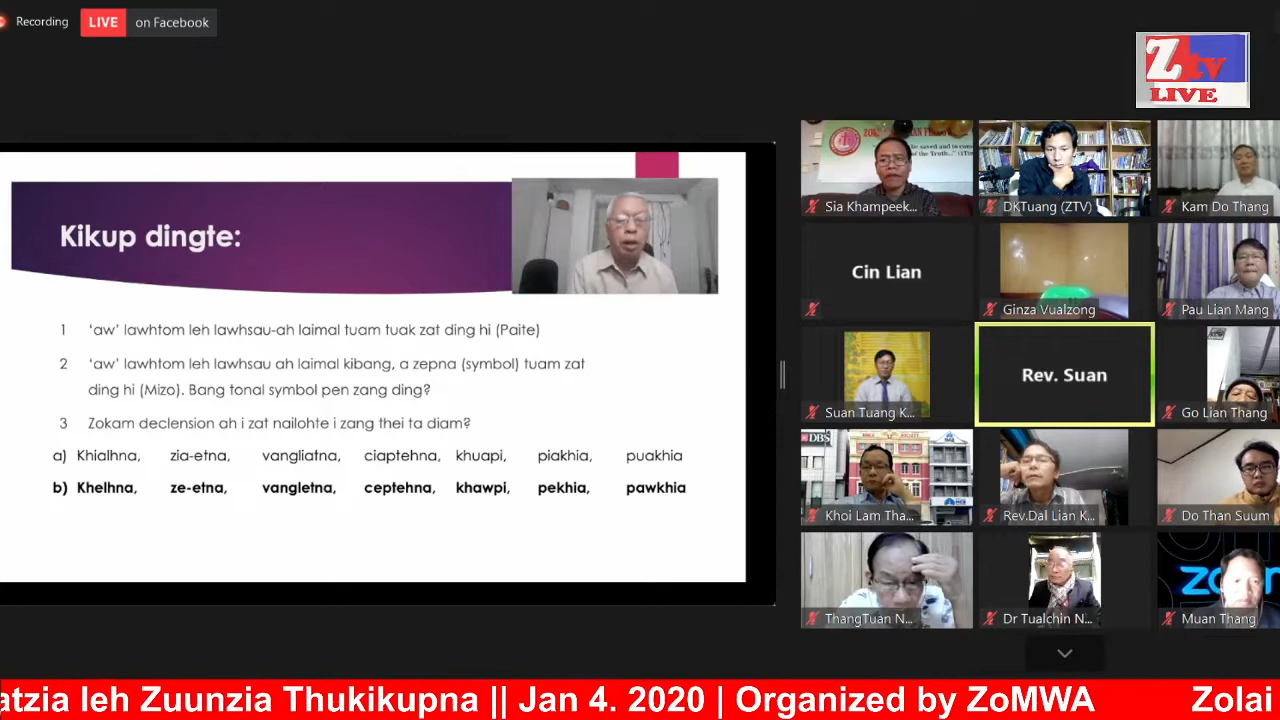 Recording
LIVE on Facebook
Z tv
LIVE
Kikup dingte:
1 ‘aw’ lawhtom leh lawhsau-ah laimal tuam tuak zat ding hi (Paite)
2 ‘aw’ lawhtom leh lawhsau ah laimal kibang, a zepna (symbol) tuam zat
ding hi (Mizo). Bang tonal symbol pen zang ding?
3 Zokam declension ah i zat nailohte i zang thei ta diam?
a) Khialhna, zia-etna, vangliatna, ciaptehna, khuapi, piakhia, puakhia
b) Khelhna, ze-etna, vangletna, ceptehna, khawpi, pekhia, pawkhia
Sia Khampeek...
DKTuang (ZTV)
Kam Do Thang
Cin Lian
Ginza Vualzong
Pau Lian Mang
Suan Tuang K...
Rev. Suan
Go Lian Thang
DBS
Khoi Lam Tha...
Rev.Dal Lian K...
Do Than Suum
ThangTuan N...
Dr Tualchin N...
Muan Thang
atzia leh Zuunzia Thukikupna || Jan 4. 2020 | Organized by ZoMWA Zolai